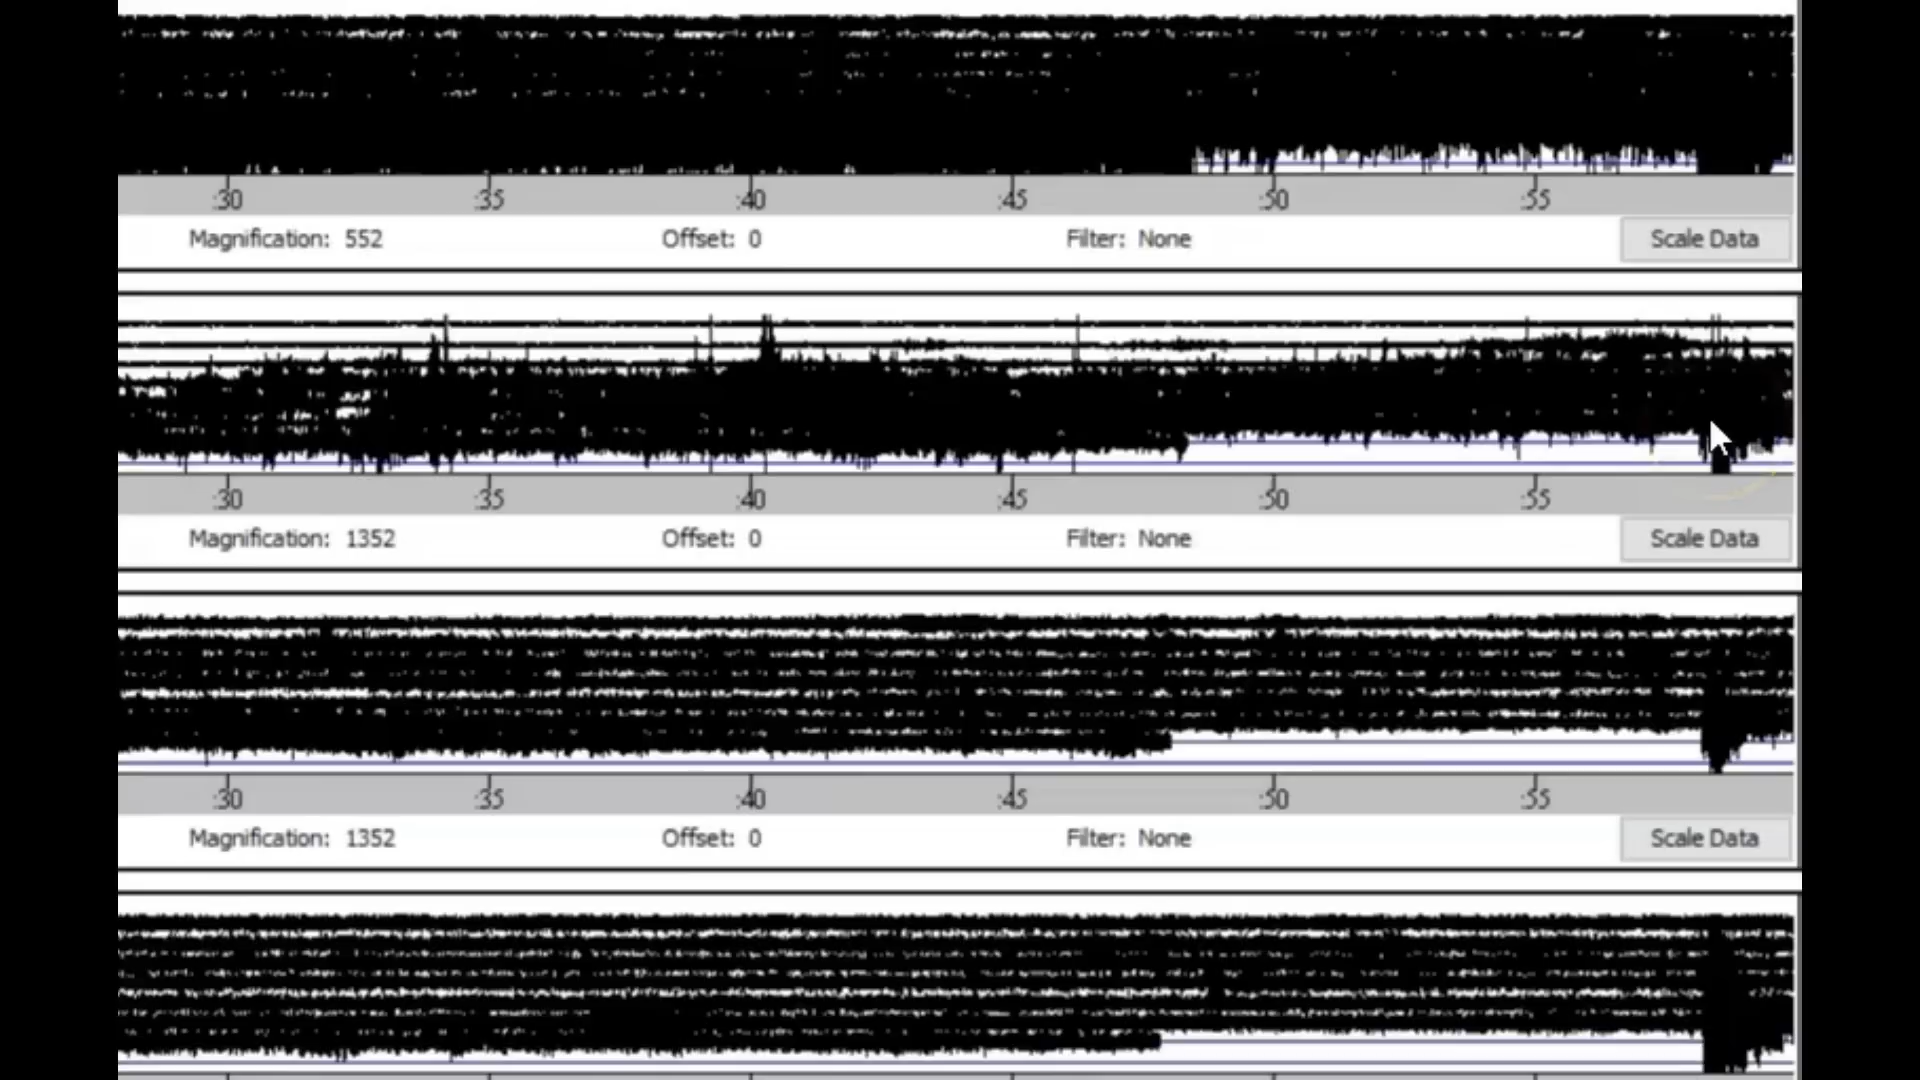 :30 :35 :40 :45 :50 :55
Magnification: 552 Offset: 0 Filter: None Scale Data
:30 :35 :40 :45 :50 :55
Magnification: 1352 Offset: 0 Filter: None Scale Data
:30 :35 :40 :45 :50 :55
Magnification: 1352 Offset: 0 Filter: None Scale Data